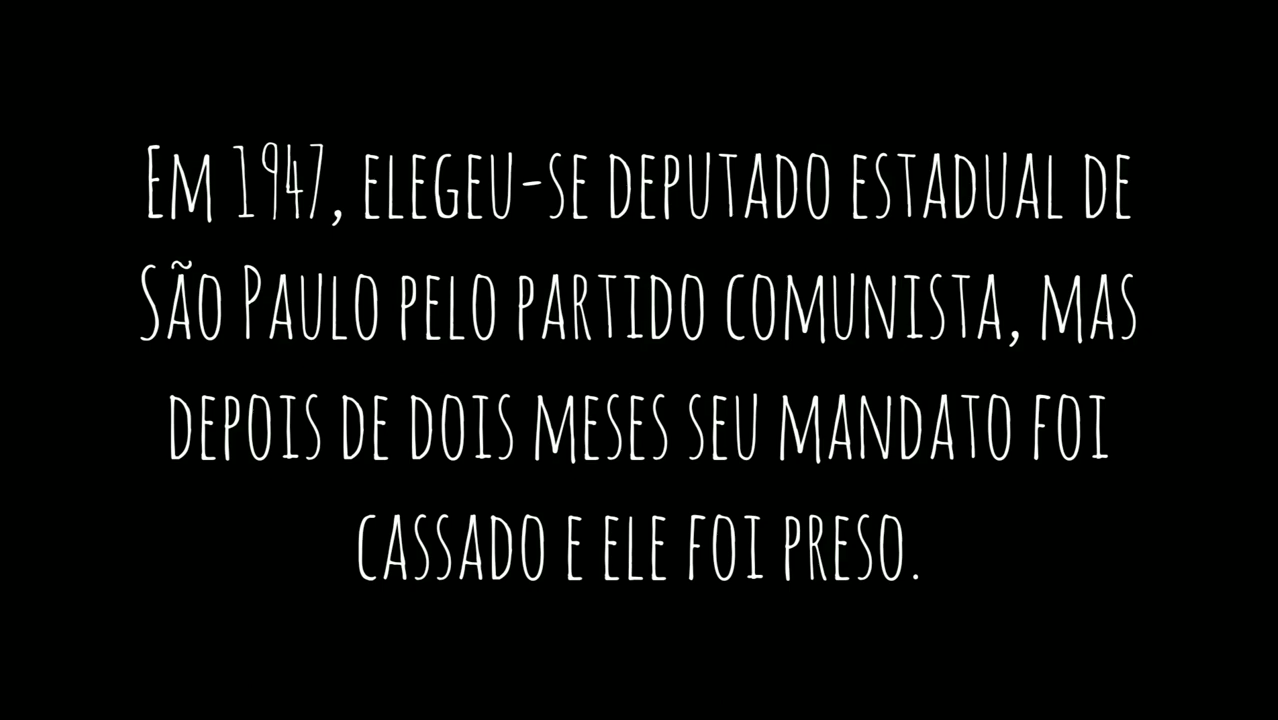 Em 1947, elegeu-se deputado estadual de
São Paulo pelo partido comunista, mas
depois de dois meses seu mandato foi
cassado e ele foi preso.